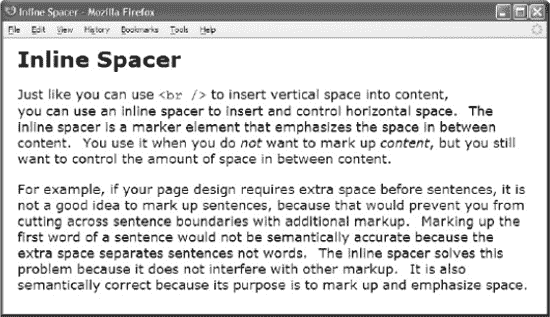 Inline Spacer - Mozilla Firefox
File Edit View History Bookmarks Tools Help
Inline Spacer
Just like you can use <br /> to insert vertical space into content,
you can use an inline spacer to insert and control horizontal space. The
inline spacer is a marker element that emphasizes the space in between
content. You use it when you do not want to mark up content, but you still
want to control the amount of space in between content.
For example, if your page design requires extra space before sentences, it is
not a good idea to mark up sentences, because that would prevent you from
cutting across sentence boundaries with additional markup. Marking up the
first word of a sentence would not be semantically accurate because the
extra space separates sentences not words. The inline spacer solves this
problem because it does not interfere with other markup. It is also
semantically correct because its purpose is to mark up and emphasize space.